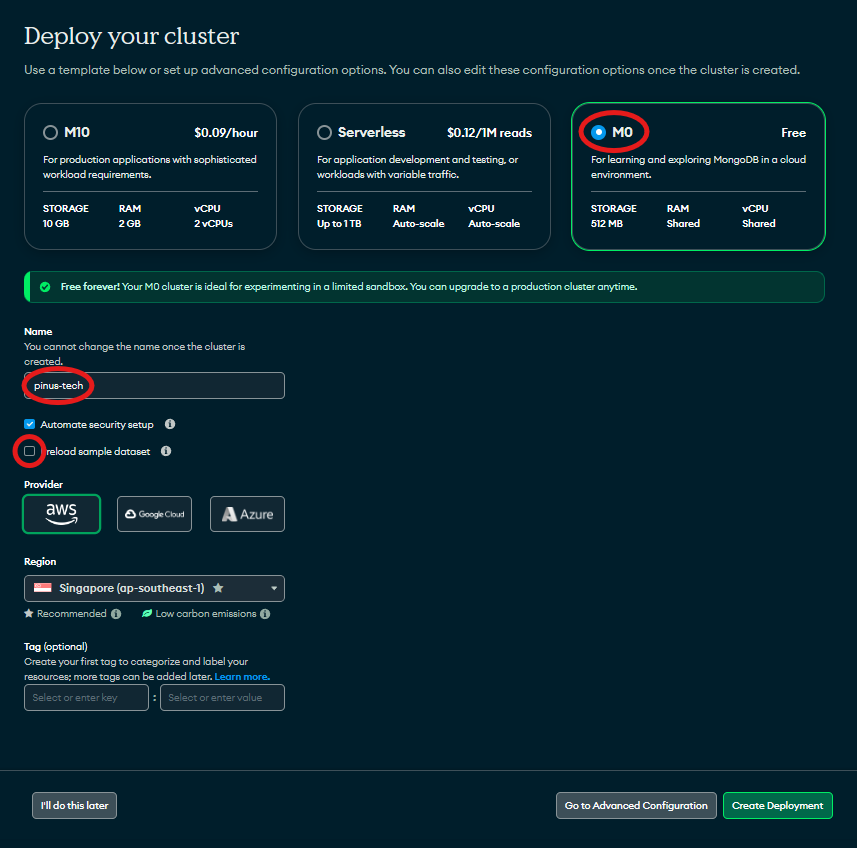 Deploy your cluster
Use a template below or set up advanced configuration options. You can also edit these configuration options once the cluster is created.
M10 $0.09/hour
For production applications with sophisticated
workload requirements.
STORAGE RAM vCPU
10 GB 2 GB 2 vCPUs
Serverless $0.12/1M reads
For application development and testing, or
workloads with variable traffic.
STORAGE RAM vCPU
Up to 1 TB Auto-scale Auto-scale
M0 Free
For learning and exploring MongoDB in a cloud
environment.
STORAGE RAM vCPU
512 MB Shared Shared
Free forever! Your M0 cluster is ideal for experimenting in a limited sandbox. You can upgrade to a production cluster anytime.
Name
You cannot change the name once the cluster is
created.
pinus-tech
Automate security setup
reload sample dataset
Provider
aws Google Cloud Azure
Region
Singapore (ap-southeast-1)
Recommended Low carbon emissions
Tag (optional)
Create your first tag to categorize and label your
resources; more tags can be added later. Learn more.
Select or enter key : Select or enter value
I'll do this later Go to Advanced Configuration Create Deployment